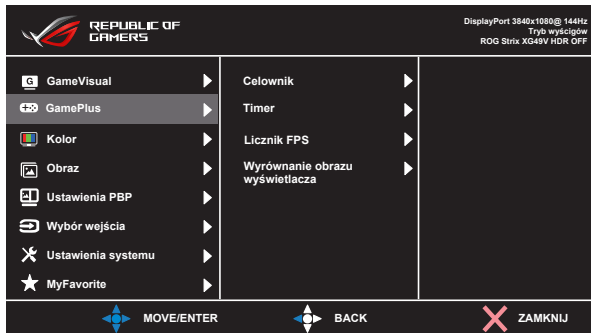 REPUBLIC OF
GAMERS
DisplayPort 3840x1080@ 144Hz
Tryb wyścigów
ROG Strix XG49V HDR OFF
G GameVisual
GamePlus
Kolor
Obraz
Ustawienia PBP
Wybór wejścia
Ustawienia systemu
MyFavorite
Celownik
Timer
Licznik FPS
Wyrównanie obrazu
wyświetlacza
MOVE/ENTER
BACK
ZAMKNIJ